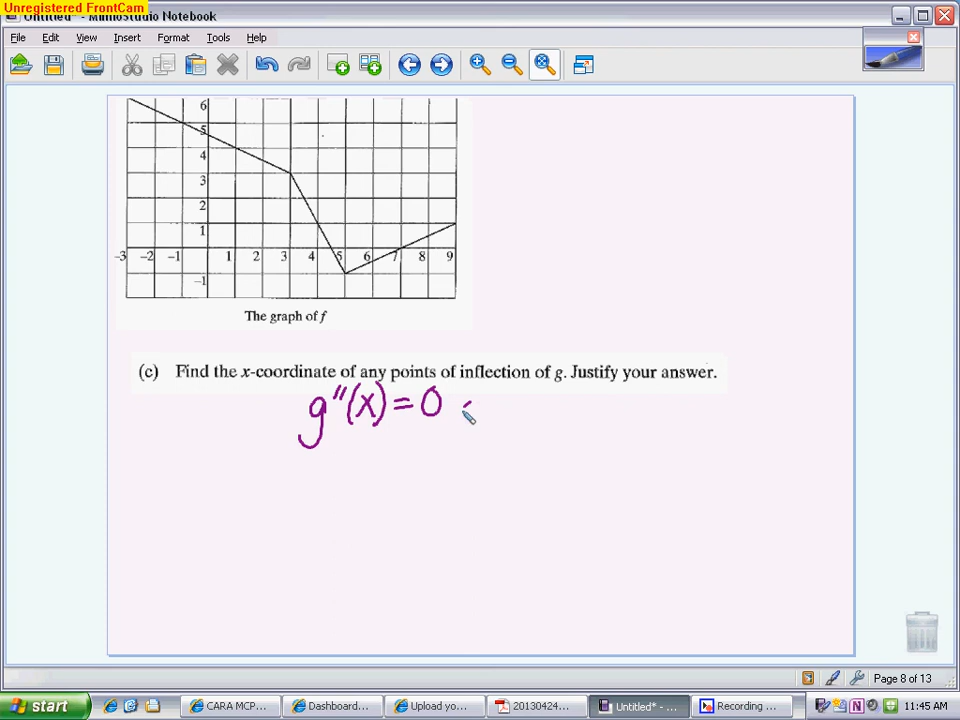 Unregistered FrontCam
Untitled* - MimioStudio Notebook
File Edit View Insert Format Tools Help
6
5
4
3
2
1
-3 -2 -1 1 2 3 4 5 6 7 8 9
-1
The graph of f
(c) Find the x-coordinate of any points of inflection of g. Justify your answer.
g"(x) = 0
Page 8 of 13
start CARA MCP... Dashboard... Upload yo... 20130424... Untitled* - ... Recording ... 11:45 AM